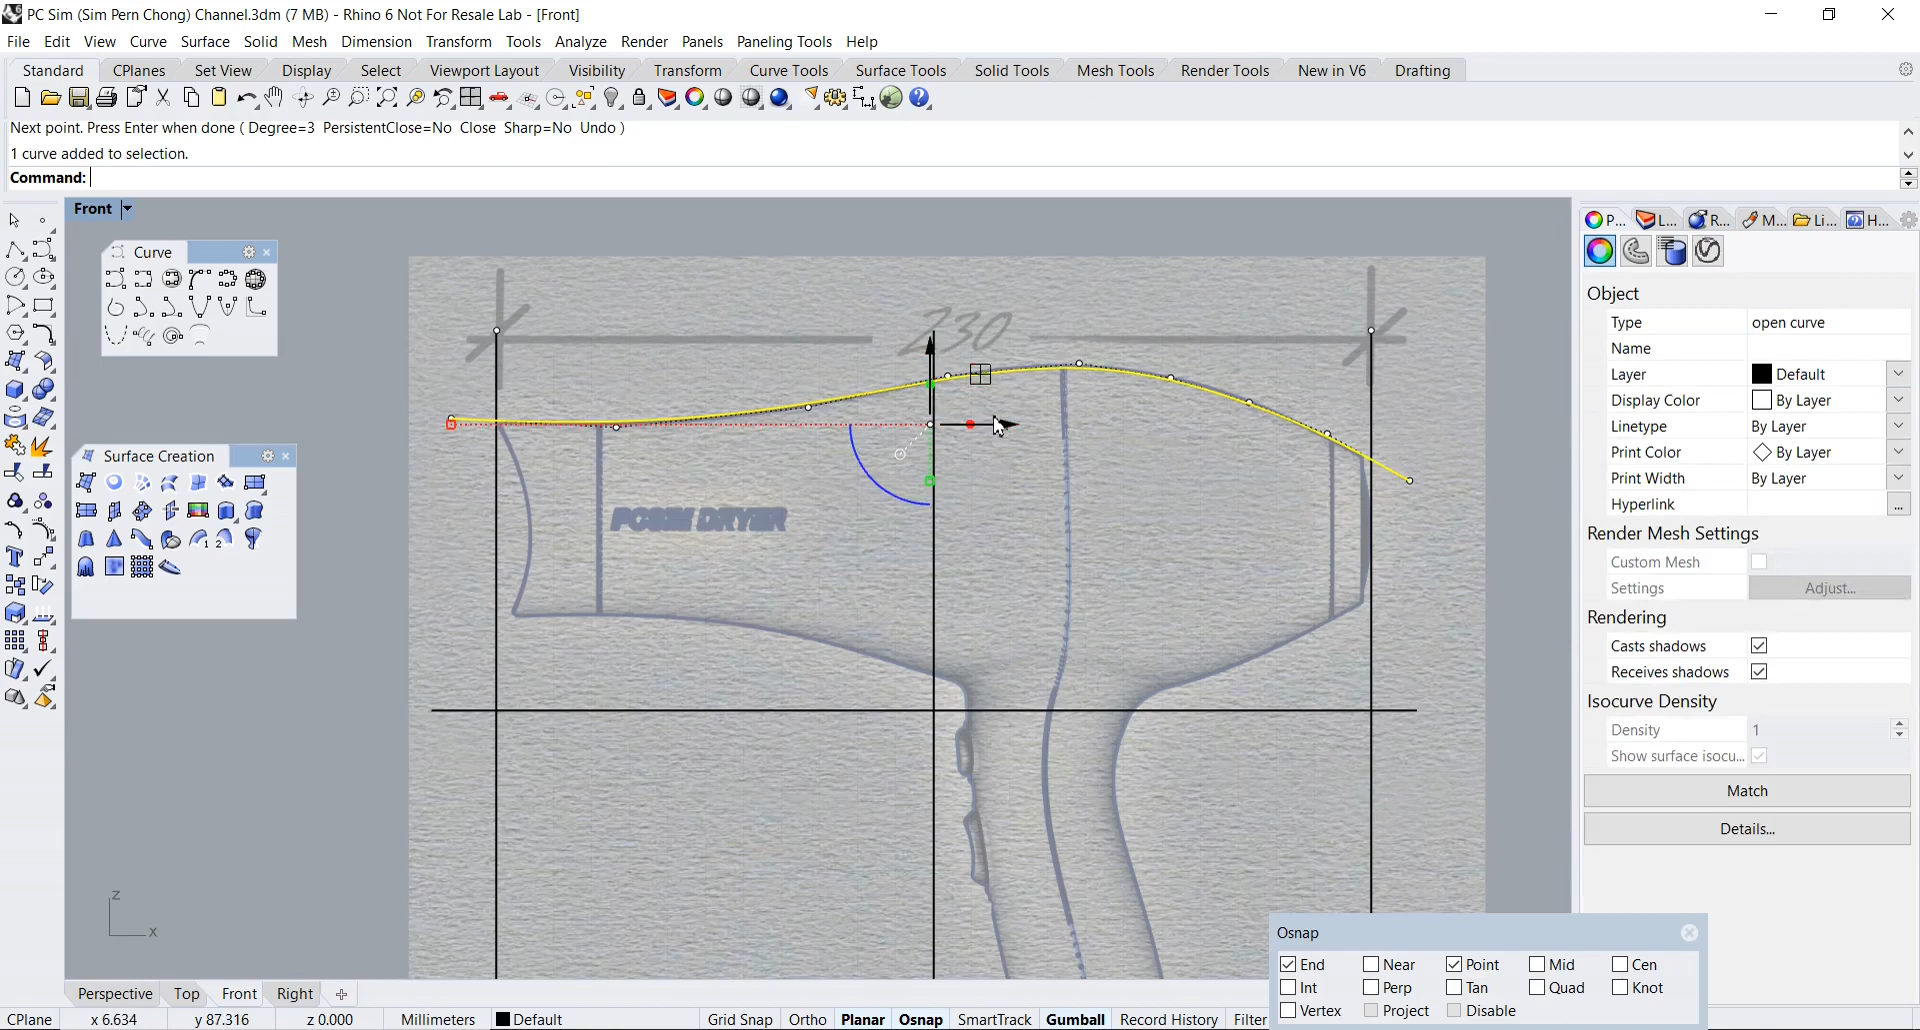 PC Sim (Sim Pern Chong) Channel.3dm (7 MB) - Rhino 6 Not For Resale Lab - [Front]
File Edit View Curve Surface Solid Mesh Dimension Transform Tools Analyze Render Panels Paneling Tools Help
Standard CPlanes Set View Display Select Viewport Layout Visibility Transform Curve Tools Surface Tools Solid Tools Mesh Tools Render Tools New in V6 Drafting
Next point. Press Enter when done ( Degree=3 PersistentClose=No Close Sharp=No Undo )
1 curve added to selection.
Command:
Front
Curve
Surface Creation
230
P... L... R... M... Li... H...
Object
Type open curve
Name
Layer Default
Display Color By Layer
Linetype By Layer
Print Color By Layer
Print Width By Layer
Hyperlink ...
Render Mesh Settings
Custom Mesh
Settings Adjust...
Rendering
Casts shadows
Receives shadows
Isocurve Density
Density 1
Show surface isocu...
Match
Details...
z
x
Osnap
End Near Point Mid Cen
Int Perp Tan Quad Knot
Vertex Project Disable
Perspective Top Front Right
CPlane x 6.634 y 87.316 z 0.000 Millimeters Default Grid Snap Ortho Planar Osnap SmartTrack Gumball Record History Filter